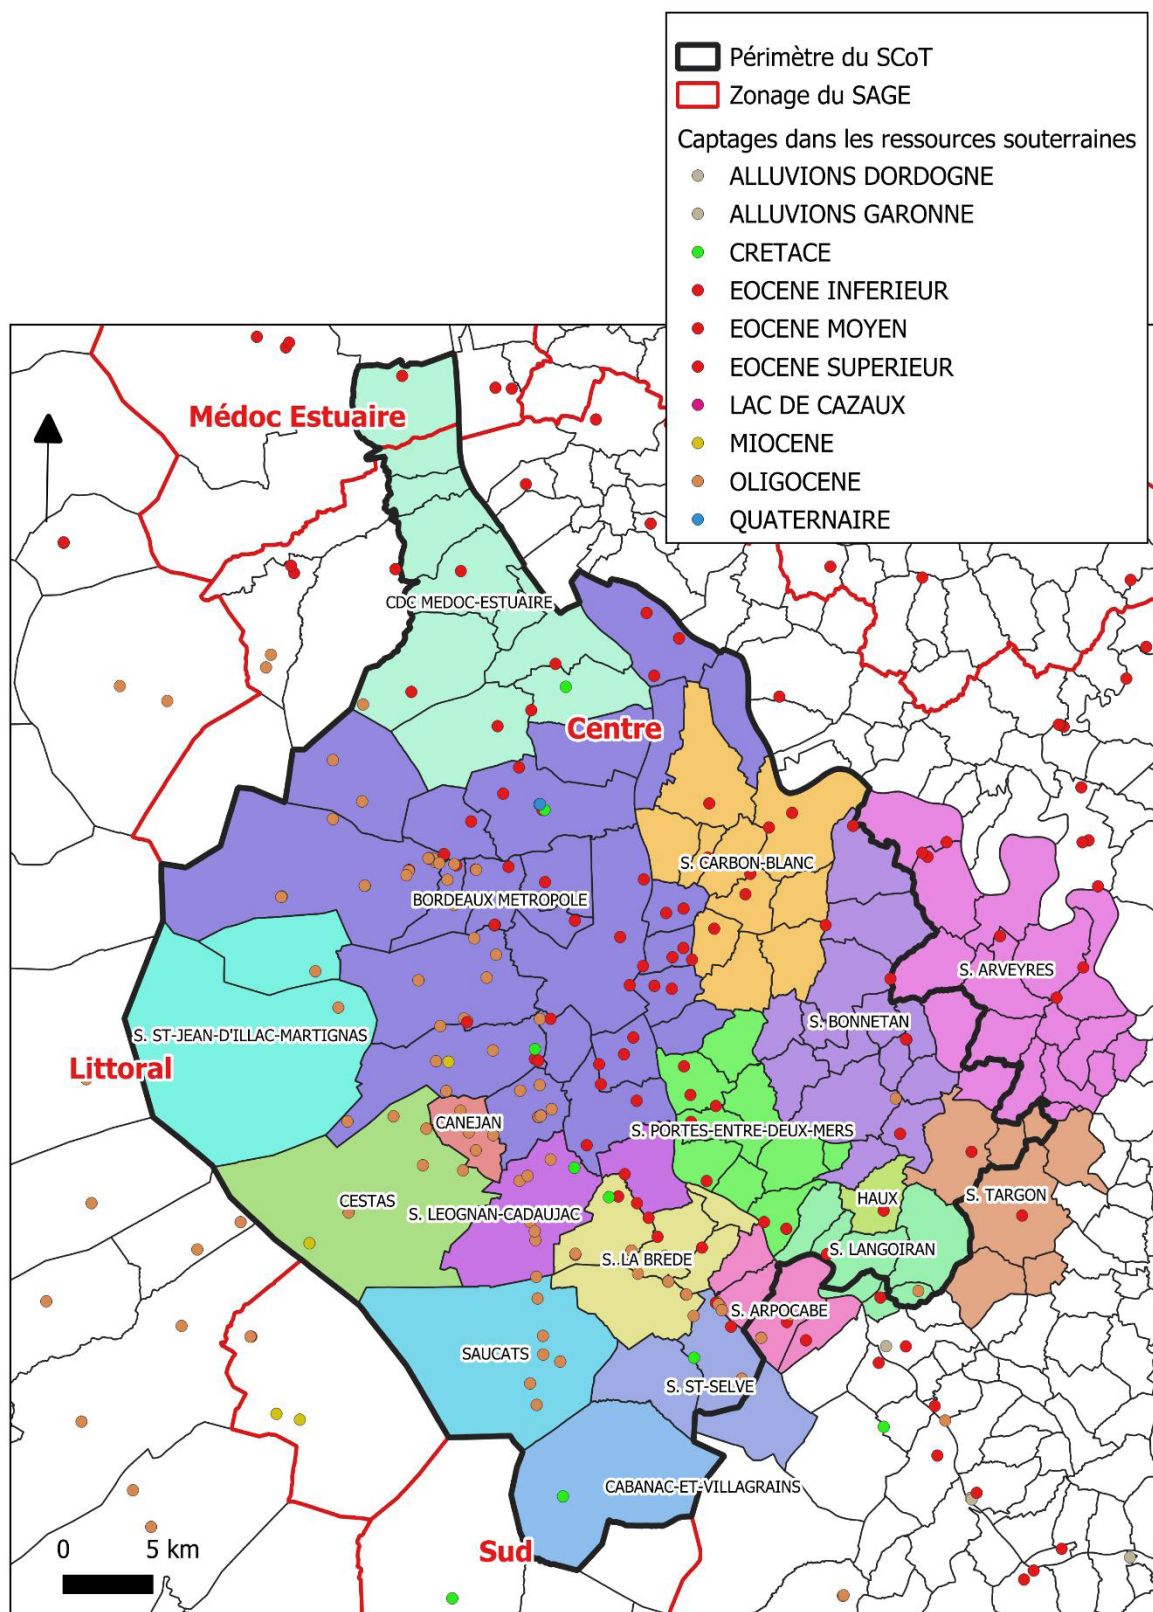 Périmètre du SCoT
Zonage du SAGE
Captages dans les ressources souterraines
ALLUVIONS DORDOGNE
ALLUVIONS GARONNE
CRETACE
EOCENE INFERIEUR
EOCENE MOYEN
EOCENE SUPERIEUR
LAC DE CAZAUX
MIOCENE
OLIGOCENE
QUATERNAIRE
Médoc Estuaire
CDC MEDOC-ESTUAIRE
Centre
S. CARBON-BLANC
BORDEAUX METROPOLE
S. ARVEYRES
S. BONNETAN
S. ST-JEAN-D'ILLAC-MARTIGNAS
Littoral
CANEJAN
S. PORTES-ENTRE-DEUX-MERS
CESTAS
HAUX
S. TARGON
S. LEOGNAN-CADAUJAC
S. LANGOIRAN
S. LA BREDE
S. ARPOCABE
SAUCATS
S. ST-SELVE
CABANAC-ET-VILLAGRAINS
Sud
0 5 km